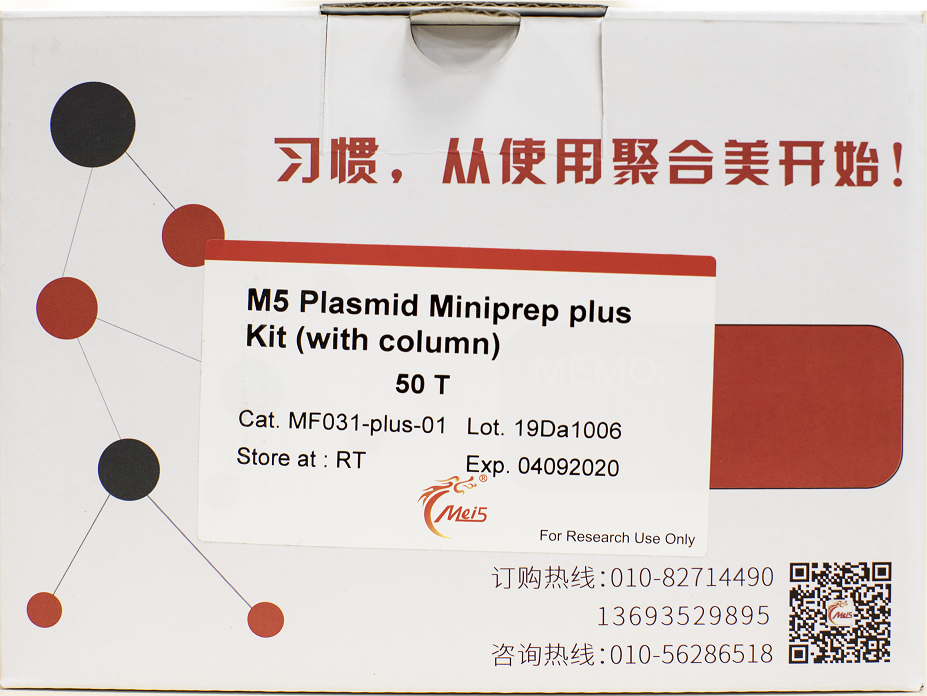 习惯，从使用聚合美开始！
M5 Plasmid Miniprep plus
Kit (with column)
MEMO
50 T
Cat. MF031-plus-01 Lot. 19Da1006
Store at : RT Exp. 04092020
Mei5®
For Research Use Only
订购热线：010-82714490
13693529895
咨询热线：010-56286518
Mei5